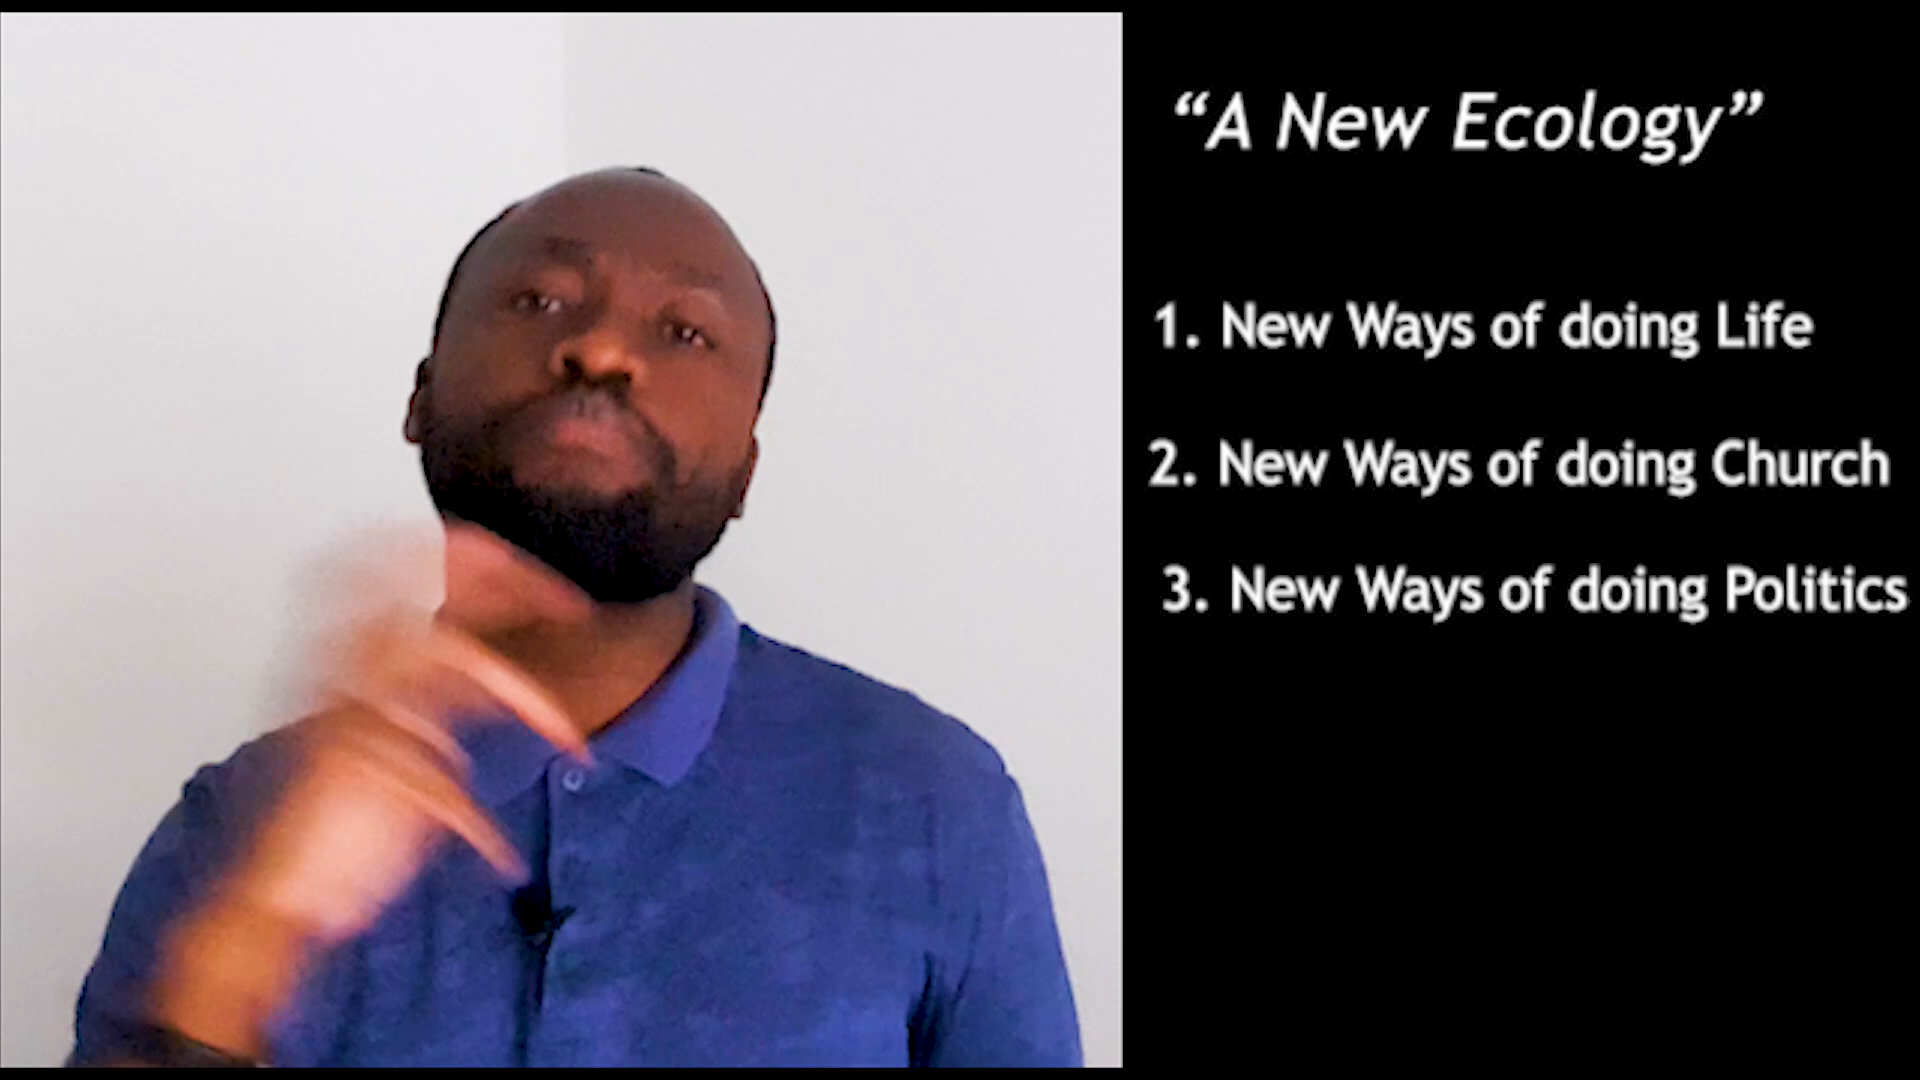 “A New Ecology”
1. New Ways of doing Life
2. New Ways of doing Church
3. New Ways of doing Politics